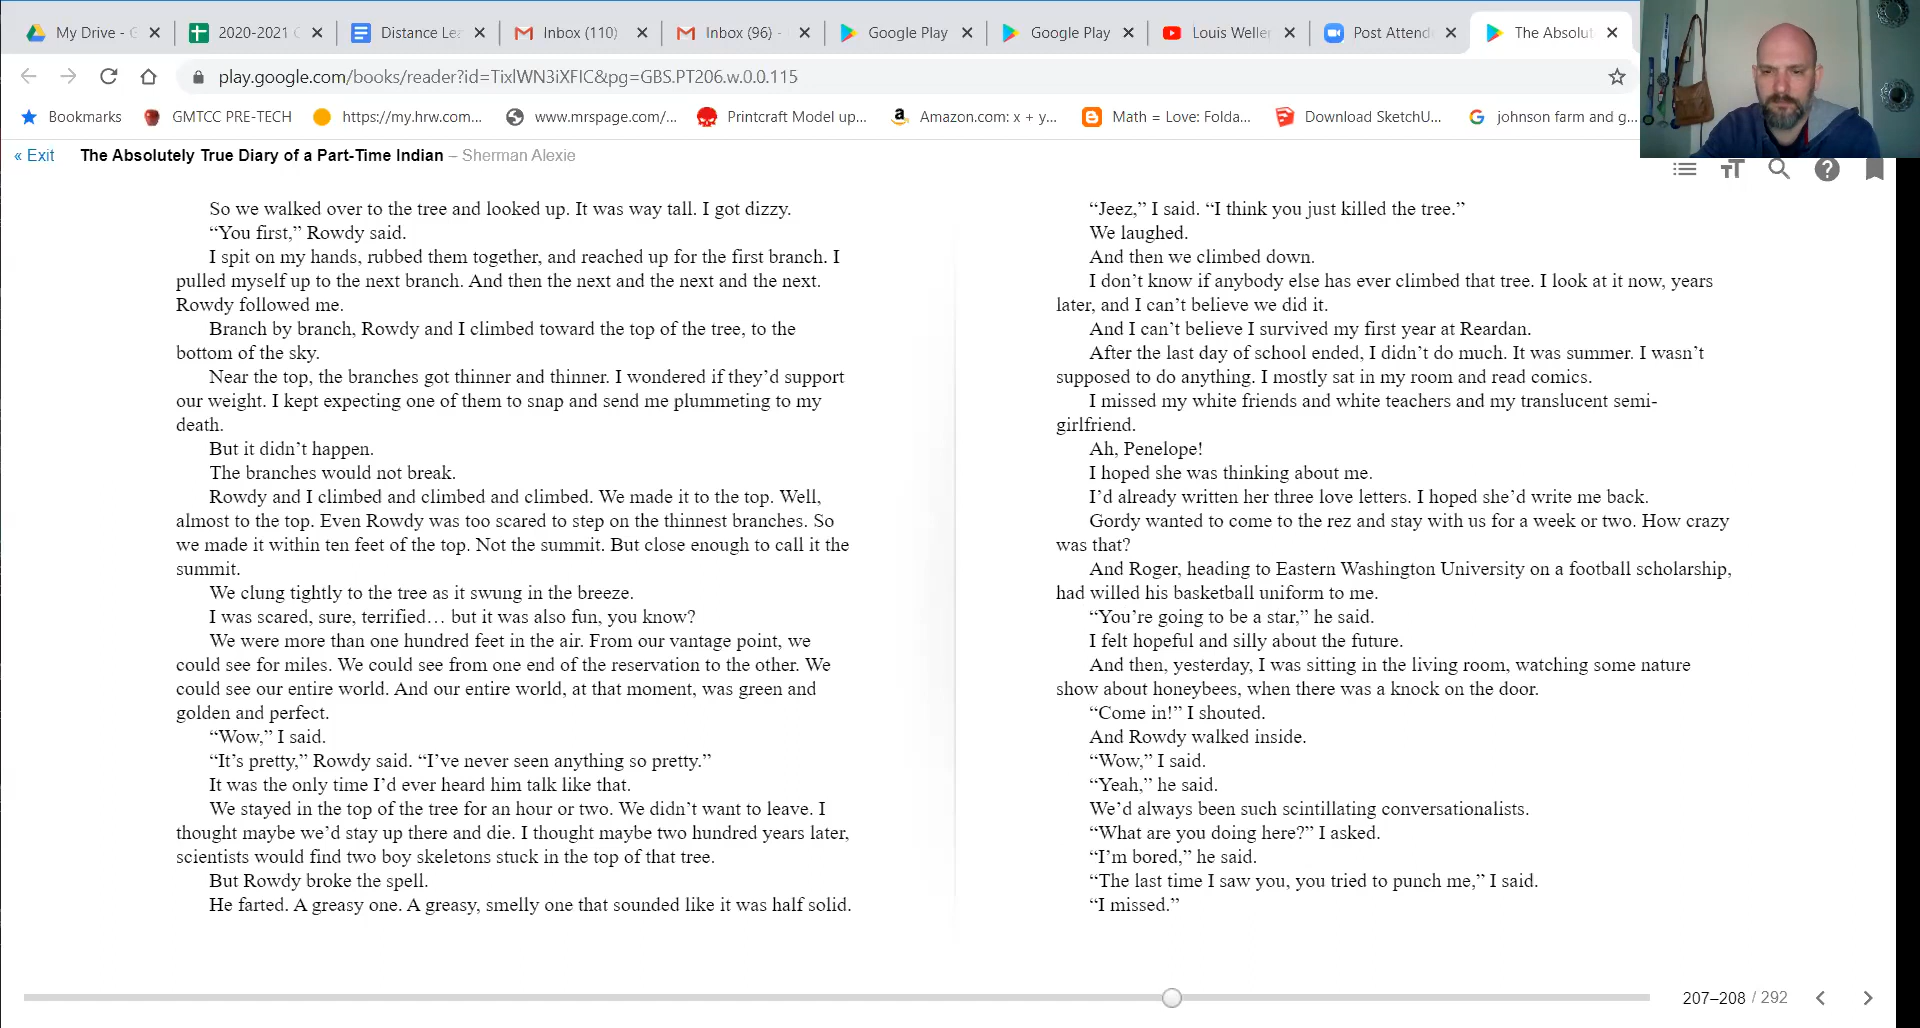 My Drive - G
2020-2021 C
Distance Lea
Inbox (110)
Inbox (96) -
Google Play
Google Play
Louis Weller
Post Attend
The Absolut
play.google.com/books/reader?id=TixlWN3iXFIC&pg=GBS.PT206.w.0.0.115
Bookmarks
GMTCC PRE-TECH
https://my.hrw.com...
www.mrspage.com/...
Printcraft Model up...
Amazon.com: x + y...
Math = Love: Folda...
Download SketchU...
johnson farm and g...
« Exit
The Absolutely True Diary of a Part-Time Indian – Sherman Alexie
So we walked over to the tree and looked up. It was way tall. I got dizzy.
“You first,” Rowdy said.
I spit on my hands, rubbed them together, and reached up for the first branch. I
pulled myself up to the next branch. And then the next and the next and the next.
Rowdy followed me.
Branch by branch, Rowdy and I climbed toward the top of the tree, to the
bottom of the sky.
Near the top, the branches got thinner and thinner. I wondered if they’d support
our weight. I kept expecting one of them to snap and send me plummeting to my
death.
But it didn’t happen.
The branches would not break.
Rowdy and I climbed and climbed and climbed. We made it to the top. Well,
almost to the top. Even Rowdy was too scared to step on the thinnest branches. So
we made it within ten feet of the top. Not the summit. But close enough to call it the
summit.
We clung tightly to the tree as it swung in the breeze.
I was scared, sure, terrified… but it was also fun, you know?
We were more than one hundred feet in the air. From our vantage point, we
could see for miles. We could see from one end of the reservation to the other. We
could see our entire world. And our entire world, at that moment, was green and
golden and perfect.
“Wow,” I said.
“It’s pretty,” Rowdy said. “I’ve never seen anything so pretty.”
It was the only time I’d ever heard him talk like that.
We stayed in the top of the tree for an hour or two. We didn’t want to leave. I
thought maybe we’d stay up there and die. I thought maybe two hundred years later,
scientists would find two boy skeletons stuck in the top of that tree.
But Rowdy broke the spell.
He farted. A greasy one. A greasy, smelly one that sounded like it was half solid.
“Jeez,” I said. “I think you just killed the tree.”
We laughed.
And then we climbed down.
I don’t know if anybody else has ever climbed that tree. I look at it now, years
later, and I can’t believe we did it.
And I can’t believe I survived my first year at Reardan.
After the last day of school ended, I didn’t do much. It was summer. I wasn’t
supposed to do anything. I mostly sat in my room and read comics.
I missed my white friends and white teachers and my translucent semi-
girlfriend.
Ah, Penelope!
I hoped she was thinking about me.
I’d already written her three love letters. I hoped she’d write me back.
Gordy wanted to come to the rez and stay with us for a week or two. How crazy
was that?
And Roger, heading to Eastern Washington University on a football scholarship,
had willed his basketball uniform to me.
“You’re going to be a star,” he said.
I felt hopeful and silly about the future.
And then, yesterday, I was sitting in the living room, watching some nature
show about honeybees, when there was a knock on the door.
“Come in!” I shouted.
And Rowdy walked inside.
“Wow,” I said.
“Yeah,” he said.
We’d always been such scintillating conversationalists.
“What are you doing here?” I asked.
“I’m bored,” he said.
“The last time I saw you, you tried to punch me,” I said.
“I missed.”
207–208 / 292